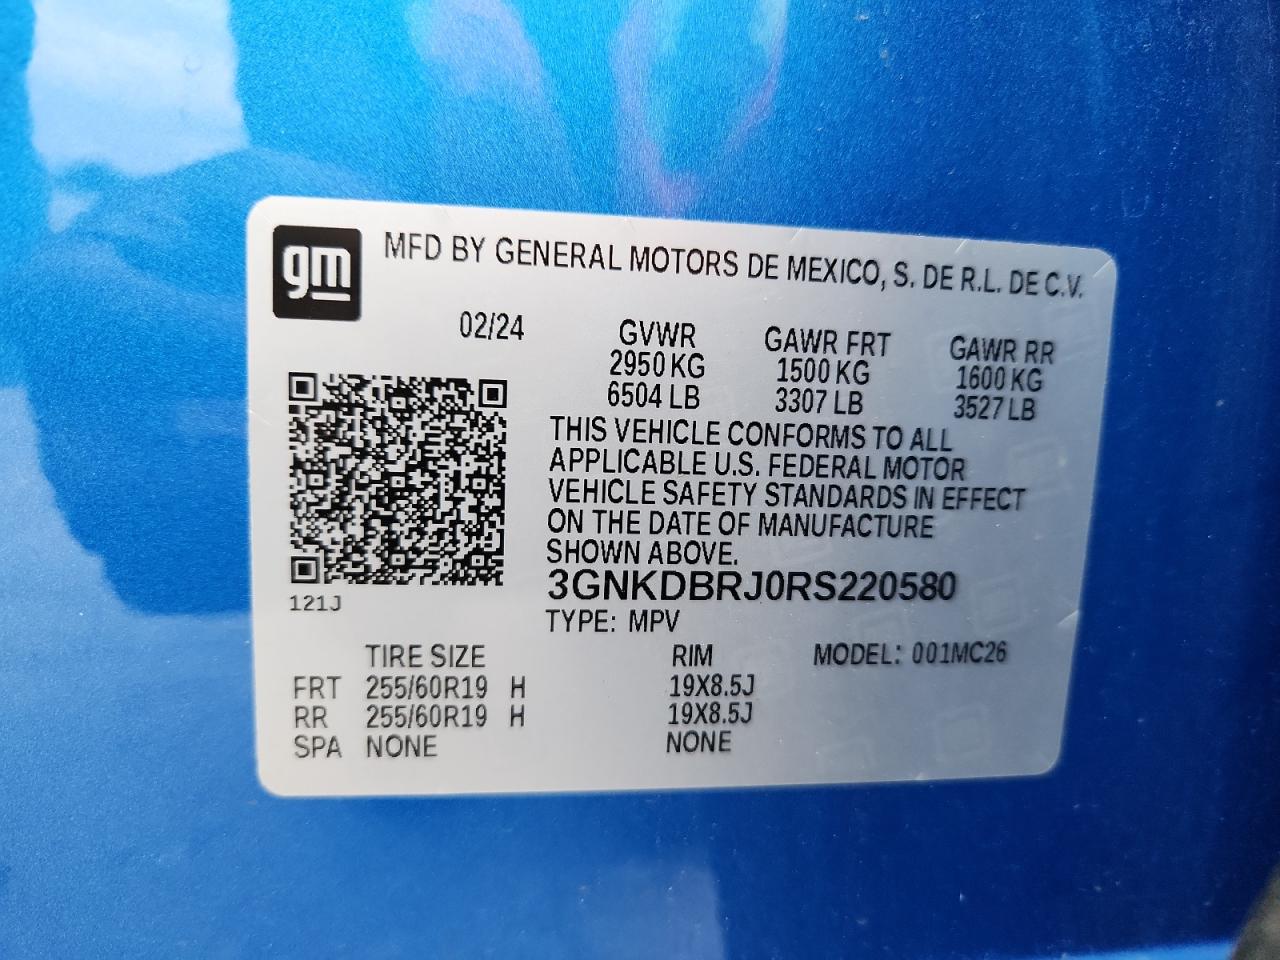 gm
MFD BY GENERAL MOTORS DE MEXICO, S. DE R.L. DE C.V.
02/24 GVWR GAWR FRT GAWR RR
2950 KG 1500 KG 1600 KG
6504 LB 3307 LB 3527 LB
THIS VEHICLE CONFORMS TO ALL
APPLICABLE U.S. FEDERAL MOTOR
VEHICLE SAFETY STANDARDS IN EFFECT
ON THE DATE OF MANUFACTURE
SHOWN ABOVE.
3GNKDBRJ0RS220580
121J
TYPE: MPV
TIRE SIZE RIM MODEL: 001MC26
FRT 255/60R19 H 19X8.5J
RR 255/60R19 H 19X8.5J
SPA NONE NONE